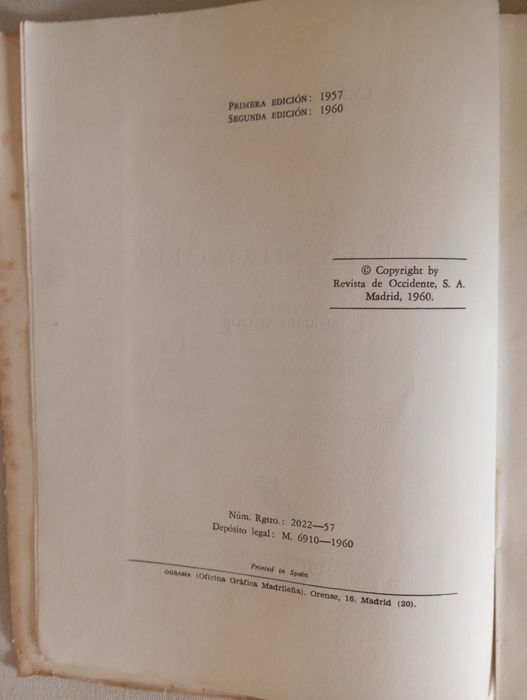 PRIMERA EDICIÓN: 1957
SEGUNDA EDICIÓN: 1960
© Copyright by
Revista de Occidente, S. A.
Madrid, 1960.
Núm. Rgtro.: 2022—57
Depósito legal: M. 6910—1960
Printed in Spain
OGRAMA (Oficina Gráfica Madrileña). Orense, 16. Madrid (20).